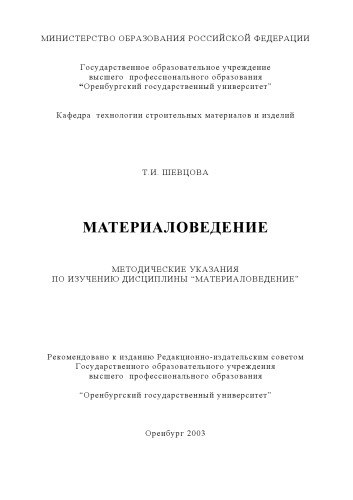 МИНИСТЕРСТВО ОБРАЗОВАНИЯ РОССИЙСКОЙ ФЕДЕРАЦИИ
Государственное образовательное учреждение
высшего профессионального образования
“Оренбургский государственный университет”
Кафедра технологии строительных материалов и изделий
Т.И. ШЕВЦОВА
МАТЕРИАЛОВЕДЕНИЕ
МЕТОДИЧЕСКИЕ УКАЗАНИЯ
ПО ИЗУЧЕНИЮ ДИСЦИПЛИНЫ “МАТЕРИАЛОВЕДЕНИЕ”
Рекомендовано к изданию Редакционно-издательским советом
Государственного образовательного учреждения
высшего профессионального образования
“Оренбургский государственный университет”
Оренбург 2003